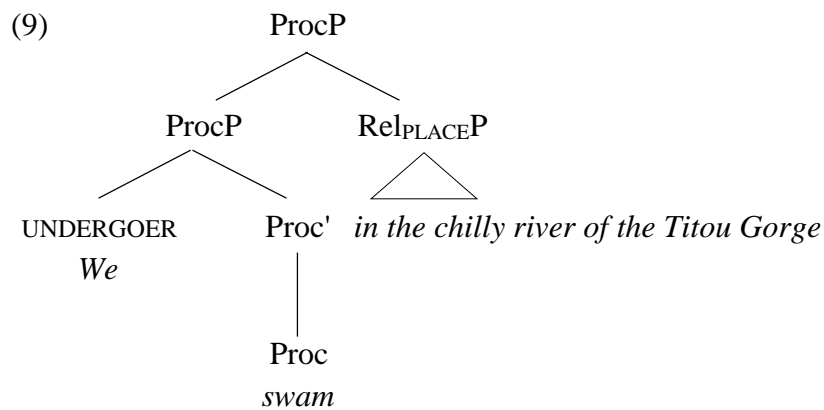 (9) ProcP
ProcP RelPLACEP
UNDERGOER Proc' in the chilly river of the Titou Gorge
We
Proc
swam